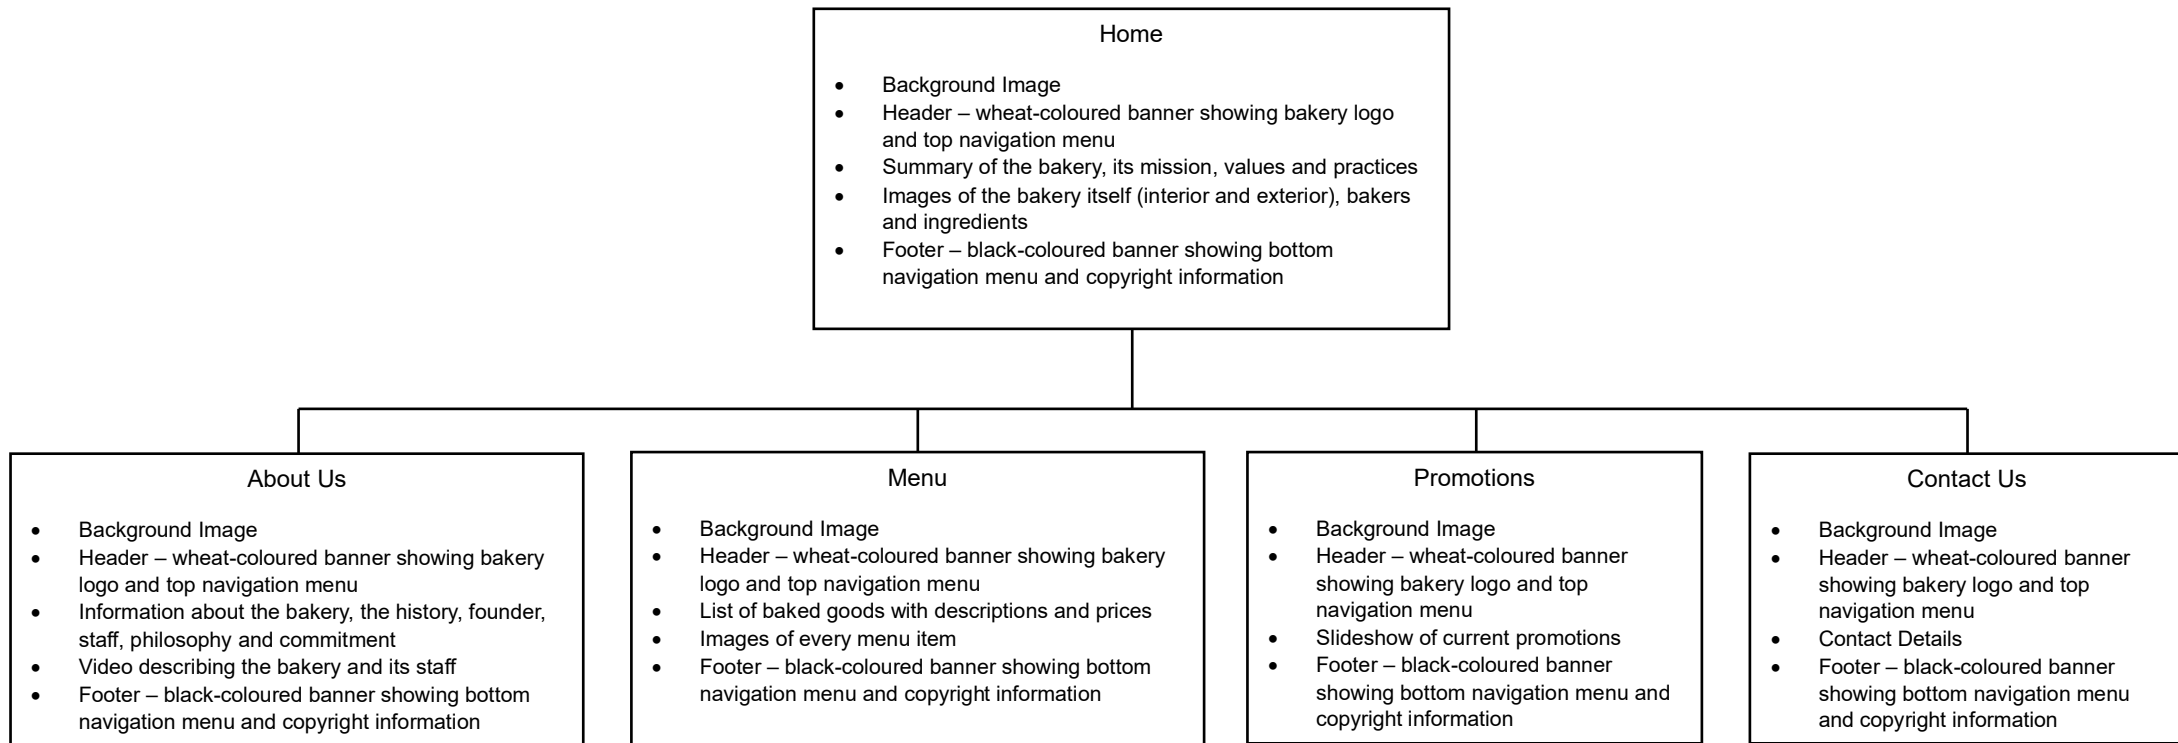 Home
• Background Image
• Header – wheat-coloured banner showing bakery logo
and top navigation menu
• Summary of the bakery, its mission, values and practices
• Images of the bakery itself (interior and exterior), bakers
and ingredients
• Footer – black-coloured banner showing bottom
navigation menu and copyright information
About Us
• Background Image
• Header – wheat-coloured banner showing bakery
logo and top navigation menu
• Information about the bakery, the history, founder,
staff, philosophy and commitment
• Video describing the bakery and its staff
• Footer – black-coloured banner showing bottom
navigation menu and copyright information
Menu
• Background Image
• Header – wheat-coloured banner showing bakery
logo and top navigation menu
• List of baked goods with descriptions and prices
• Images of every menu item
• Footer – black-coloured banner showing bottom
navigation menu and copyright information
Promotions
• Background Image
• Header – wheat-coloured banner
showing bakery logo and top
navigation menu
• Slideshow of current promotions
• Footer – black-coloured banner
showing bottom navigation menu and
copyright information
Contact Us
• Background Image
• Header – wheat-coloured banner
showing bakery logo and top
navigation menu
• Contact Details
• Footer – black-coloured banner
showing bottom navigation menu
and copyright information